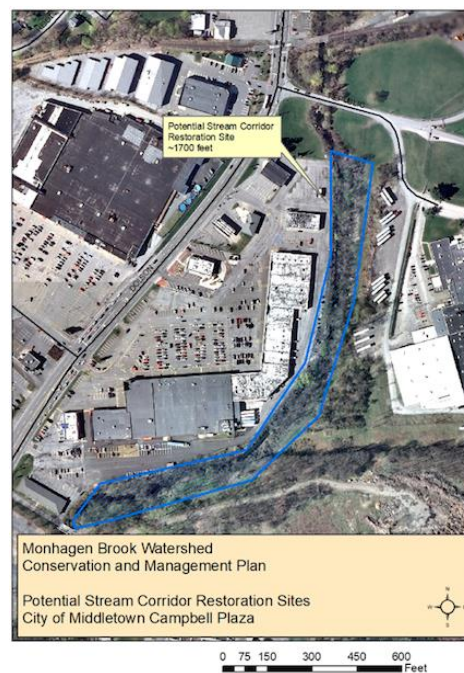 Potential Stream Corridor
Restoration Site
~1700 feet
DOLSON
Monhagen Brook Watershed
Conservation and Management Plan
Potential Stream Corridor Restoration Sites
City of Middletown Campbell Plaza
N
W
E
S
0 75 150 300 450 600
Feet